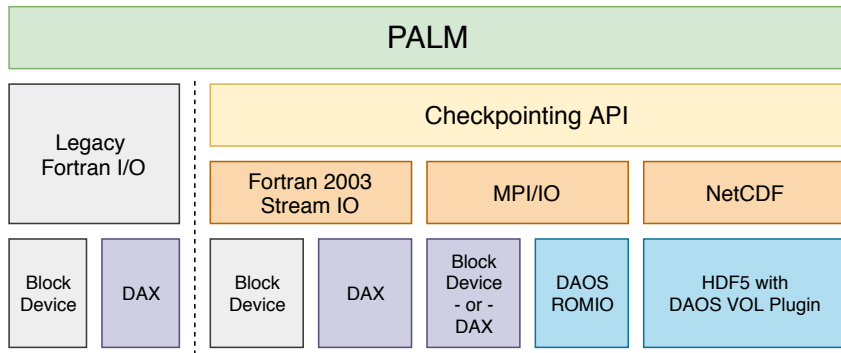 PALM
Legacy
Fortran I/O
Checkpointing API
Fortran 2003
Stream IO
MPI/IO
NetCDF
Block
Device
DAX
Block
Device
DAX
Block
Device
- or -
DAX
DAOS
ROMIO
HDF5 with
DAOS VOL Plugin